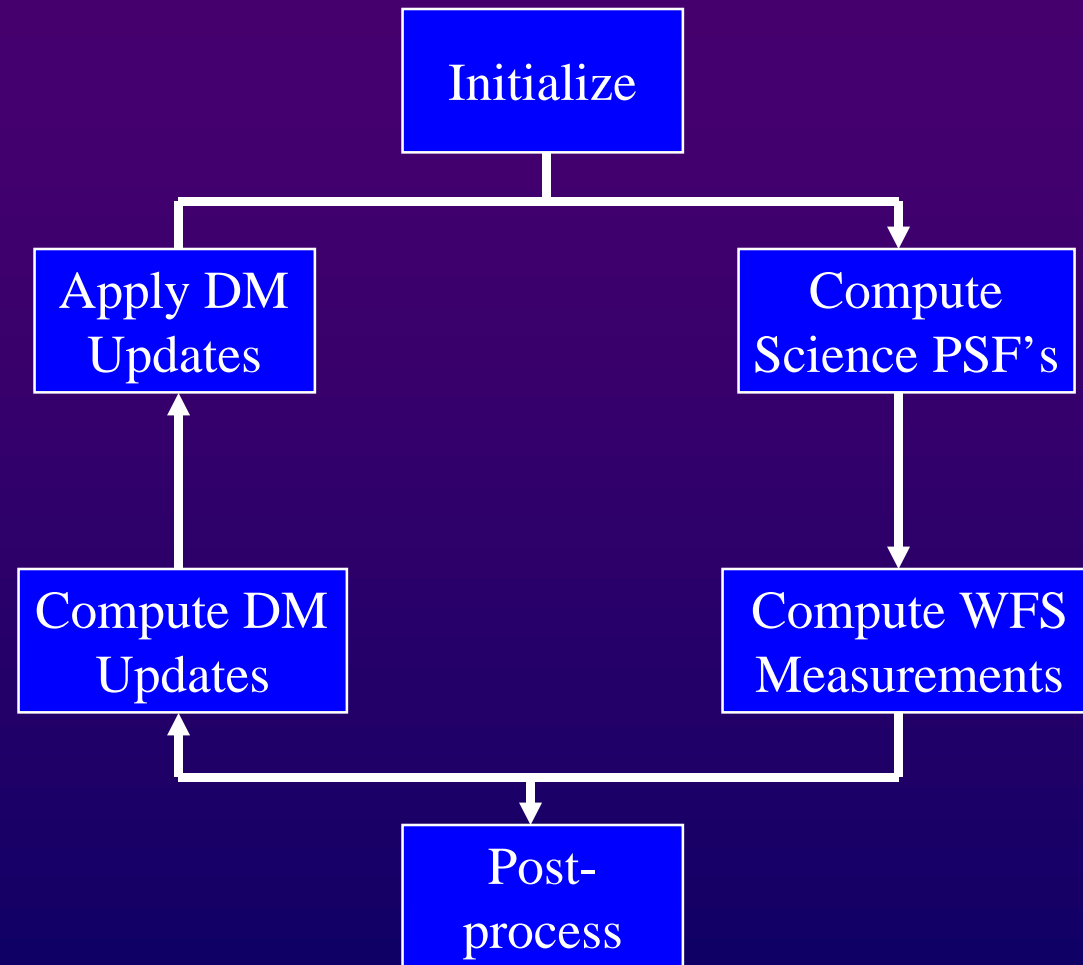 Initialize
Apply DM
Updates
Compute
Science PSF’s
Compute DM
Updates
Compute WFS
Measurements
Post-
process